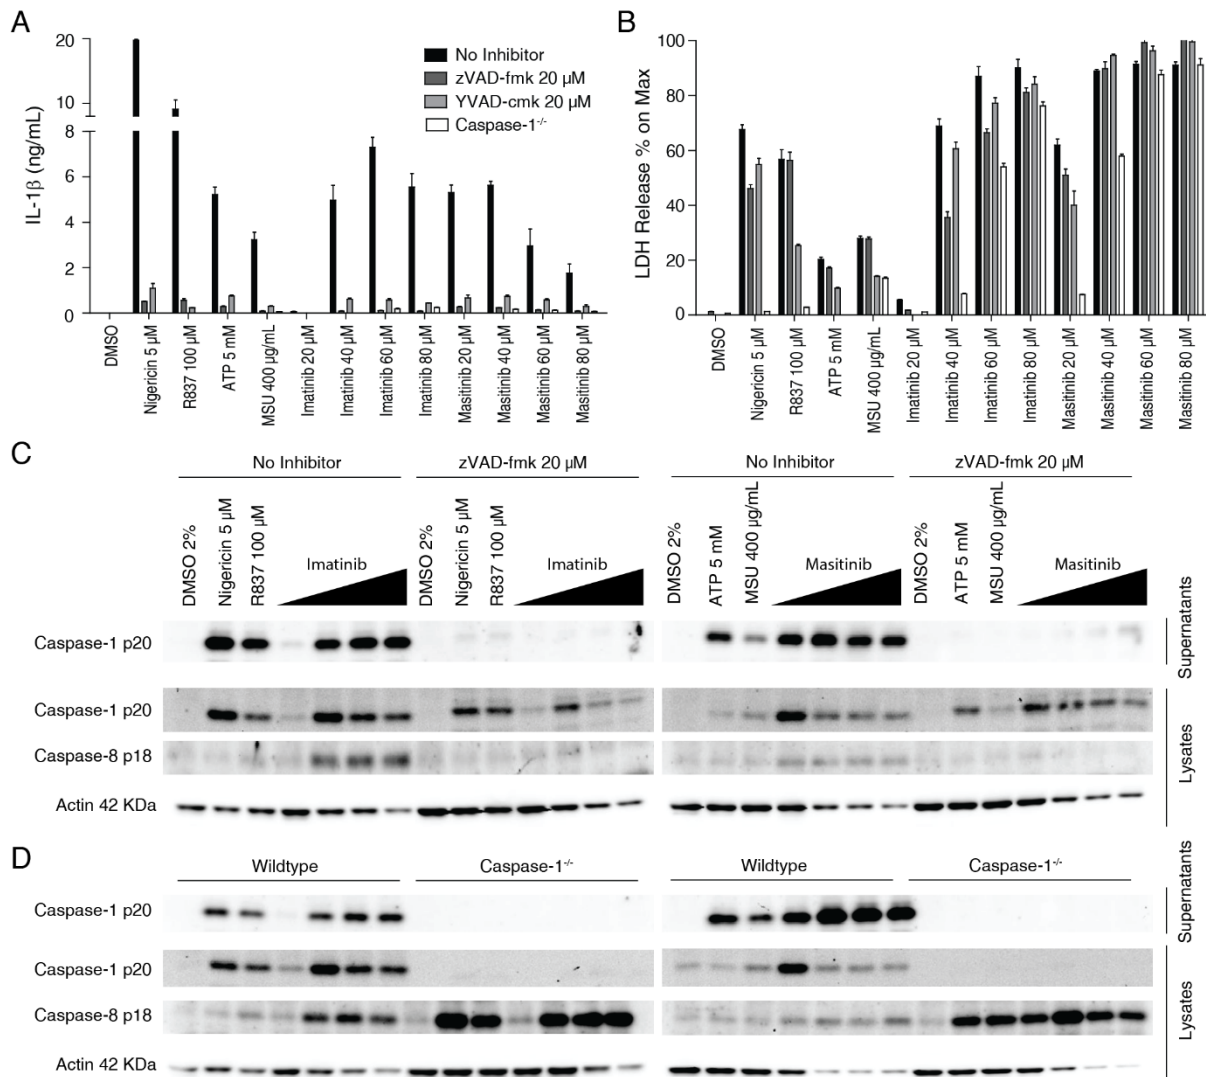 A
IL-1β (ng/mL)
20
10
8
6
4
2
0
No Inhibitor
zVAD-fmk 20 µM
YVAD-cmk 20 µM
Caspase-1-/-
DMSO
Nigericin 5 µM
R837 100 µM
ATP 5 mM
MSU 400 µg/mL
Imatinib 20 µM
Imatinib 40 µM
Imatinib 60 µM
Imatinib 80 µM
Masitinib 20 µM
Masitinib 40 µM
Masitinib 60 µM
Masitinib 80 µM
B
LDH Release % on Max
100
80
60
40
20
0
DMSO
Nigericin 5 µM
R837 100 µM
ATP 5 mM
MSU 400 µg/mL
Imatinib 20 µM
Imatinib 40 µM
Imatinib 60 µM
Imatinib 80 µM
Masitinib 20 µM
Masitinib 40 µM
Masitinib 60 µM
Masitinib 80 µM
C
No Inhibitor
zVAD-fmk 20 µM
No Inhibitor
zVAD-fmk 20 µM
DMSO 2%
Nigericin 5 µM
R837 100 µM
Imatinib
DMSO 2%
Nigericin 5 µM
R837 100 µM
Imatinib
DMSO 2%
ATP 5 mM
MSU 400 µg/mL
Masitinib
DMSO 2%
ATP 5 mM
MSU 400 µg/mL
Masitinib
Caspase-1 p20
Supernatants
Caspase-1 p20
Caspase-8 p18
Actin 42 KDa
Lysates
D
Wildtype
Caspase-1-/-
Wildtype
Caspase-1-/-
Caspase-1 p20
Supernatants
Caspase-1 p20
Caspase-8 p18
Actin 42 KDa
Lysates